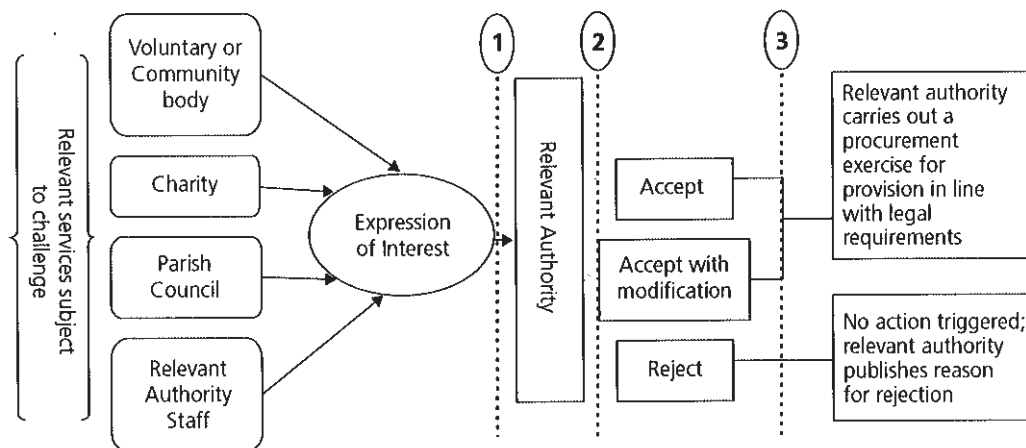 Relevant services subject
to challenge
Voluntary or
Community
body
Charity
Parish
Council
Relevant
Authority
Staff
Expression
of Interest
1
Relevant Authority
2
Accept
Accept with
modification
Reject
3
Relevant authority
carries out a
procurement
exercise for
provision in line
with legal
requirements
No action triggered;
relevant authority
publishes reason
for rejection